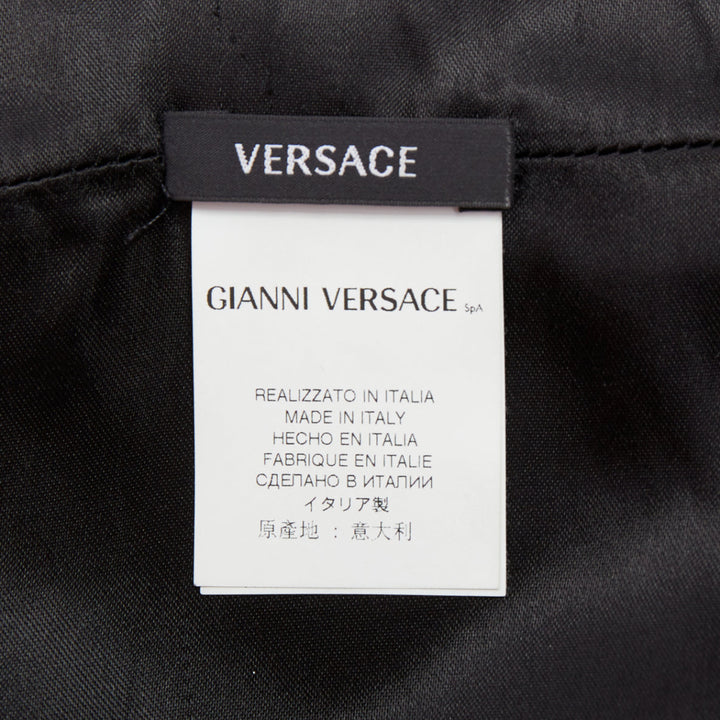 VERSACE
GIANNI VERSACE SpA
REALIZZATO IN ITALIA
MADE IN ITALY
HECHO EN ITALIA
FABRIQUE EN ITALIE
СДЕЛАНО В ИТАЛИИ
イタリア製
原產地 : 意大利